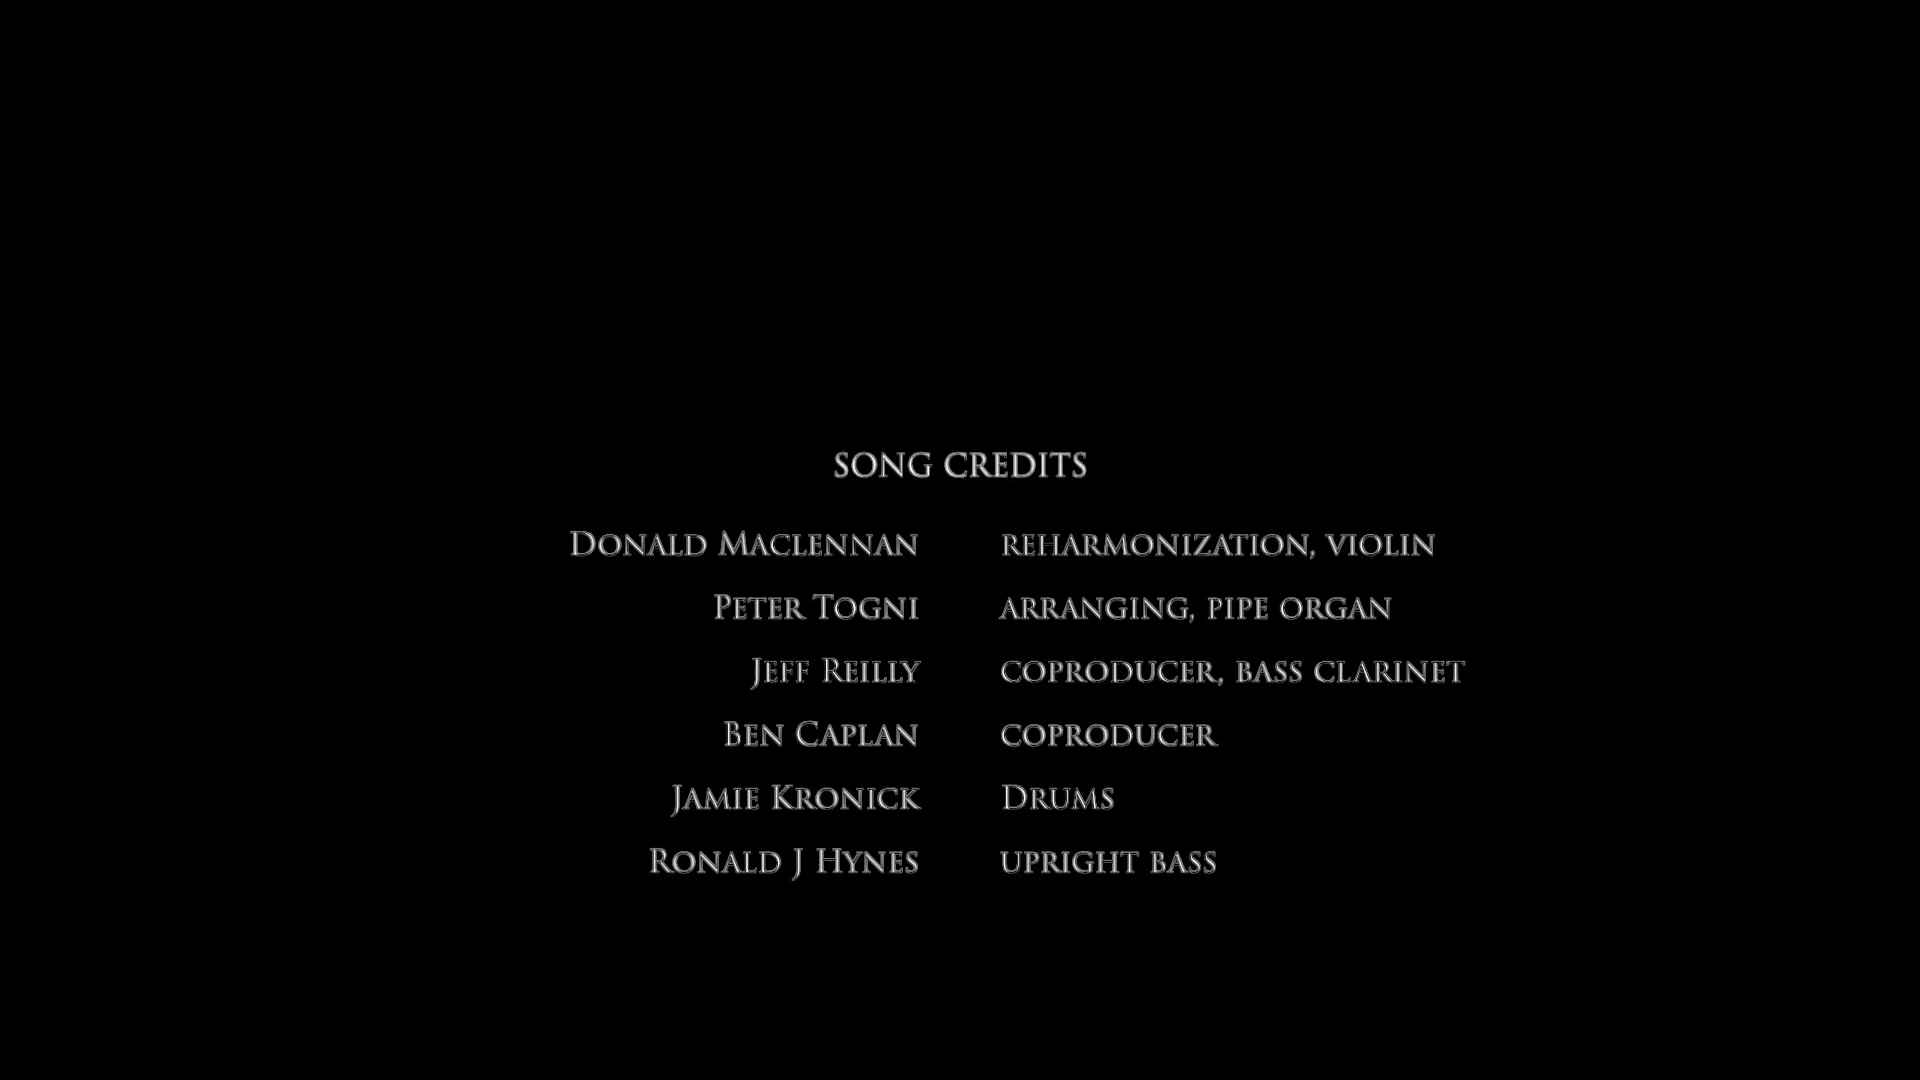 SONG CREDITS
DONALD MACLENNAN REHARMONIZATION, VIOLIN
PETER TOGNI ARRANGING, PIPE ORGAN
JEFF REILLY COPRODUCER, BASS CLARINET
BEN CAPLAN COPRODUCER
JAMIE KRONICK DRUMS
RONALD J HYNES UPRIGHT BASS